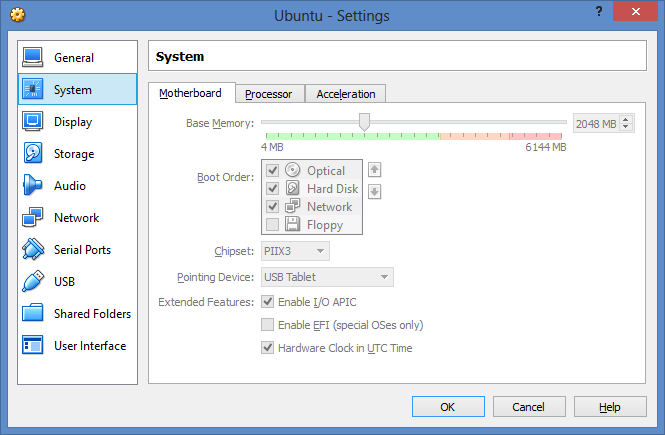 Ubuntu - Settings
?
General
System
Display
Storage
Audio
Network
Serial Ports
USB
Shared Folders
User Interface
System
Motherboard Processor Acceleration
Base Memory: 2048 MB
4 MB 6144 MB
Boot Order: Optical
Hard Disk
Network
Floppy
Chipset: PIIX3
Pointing Device: USB Tablet
Extended Features: Enable I/O APIC
Enable EFI (special OSes only)
Hardware Clock in UTC Time
OK Cancel Help